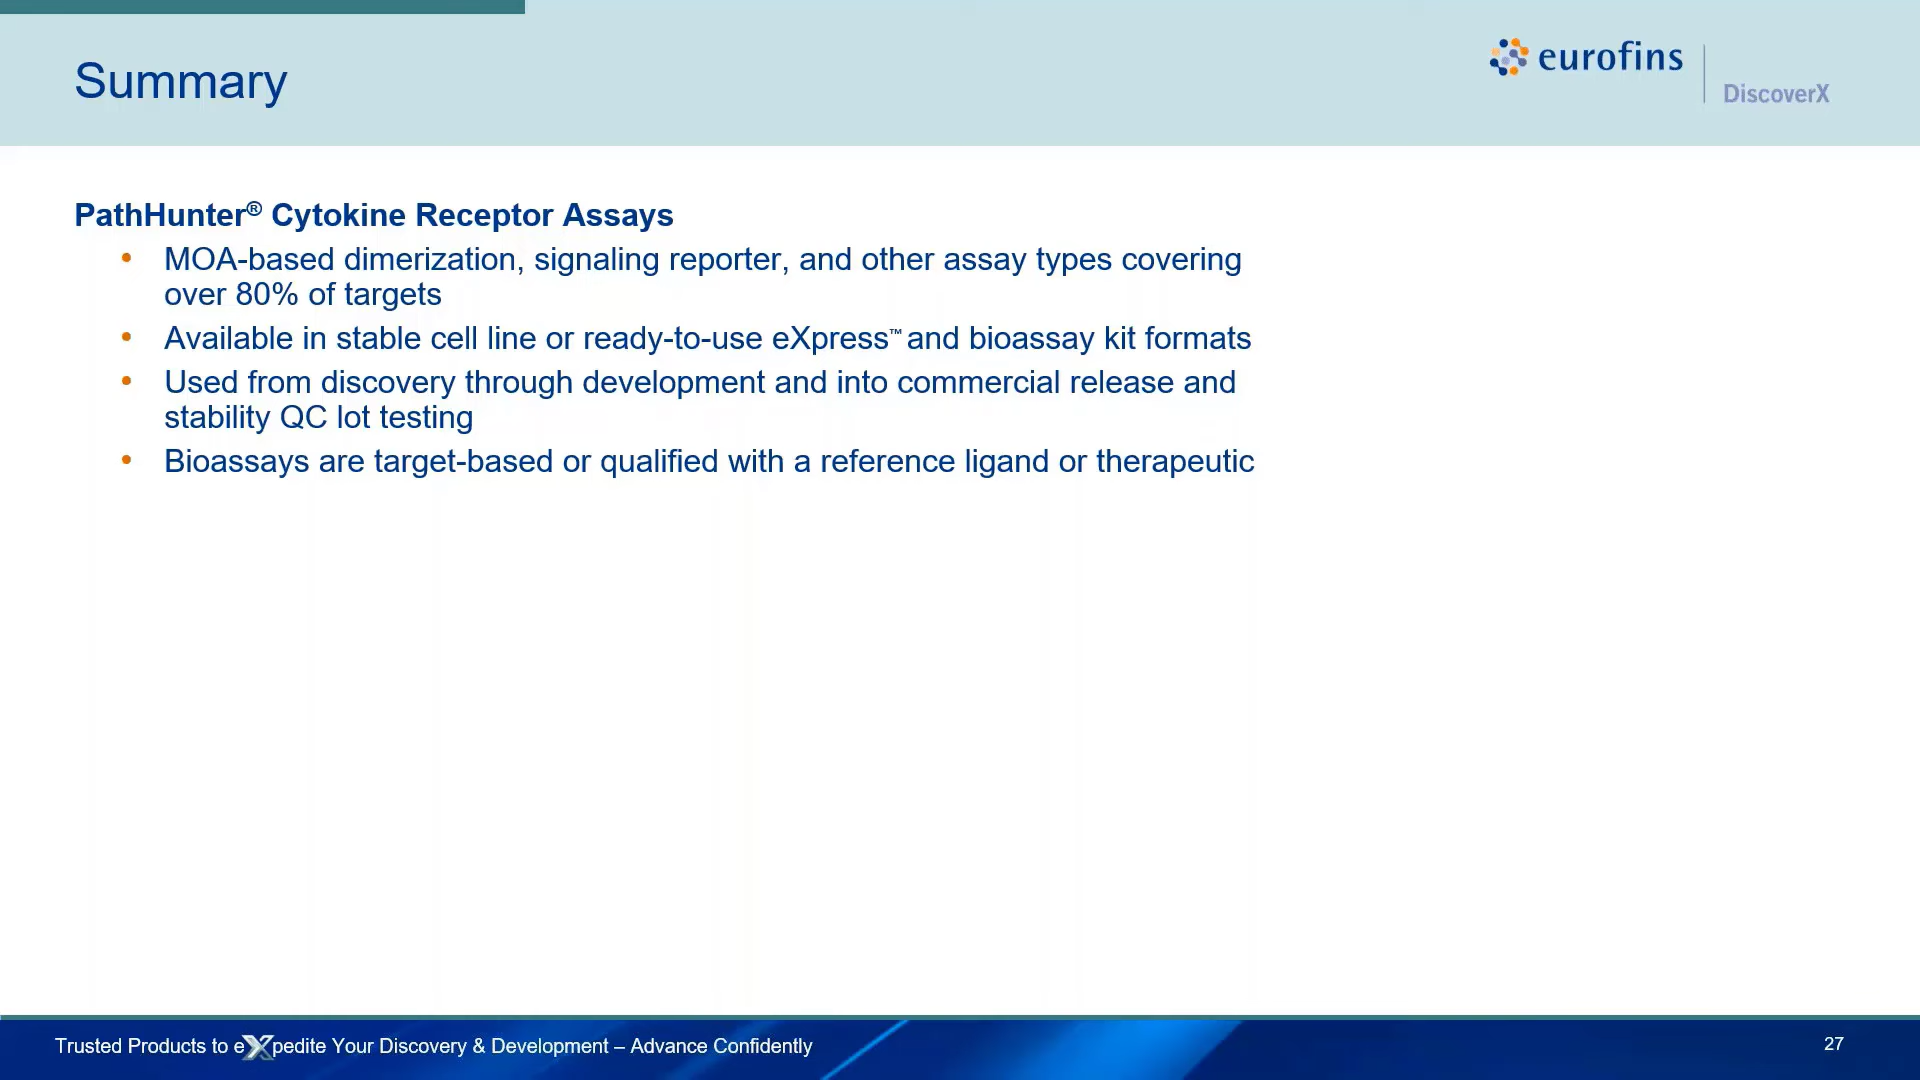 Summary
eurofins
DiscoverX
PathHunter® Cytokine Receptor Assays
• MOA-based dimerization, signaling reporter, and other assay types covering
over 80% of targets
• Available in stable cell line or ready-to-use eXpress™ and bioassay kit formats
• Used from discovery through development and into commercial release and
stability QC lot testing
• Bioassays are target-based or qualified with a reference ligand or therapeutic
Trusted Products to eXpedite Your Discovery & Development – Advance Confidently
27